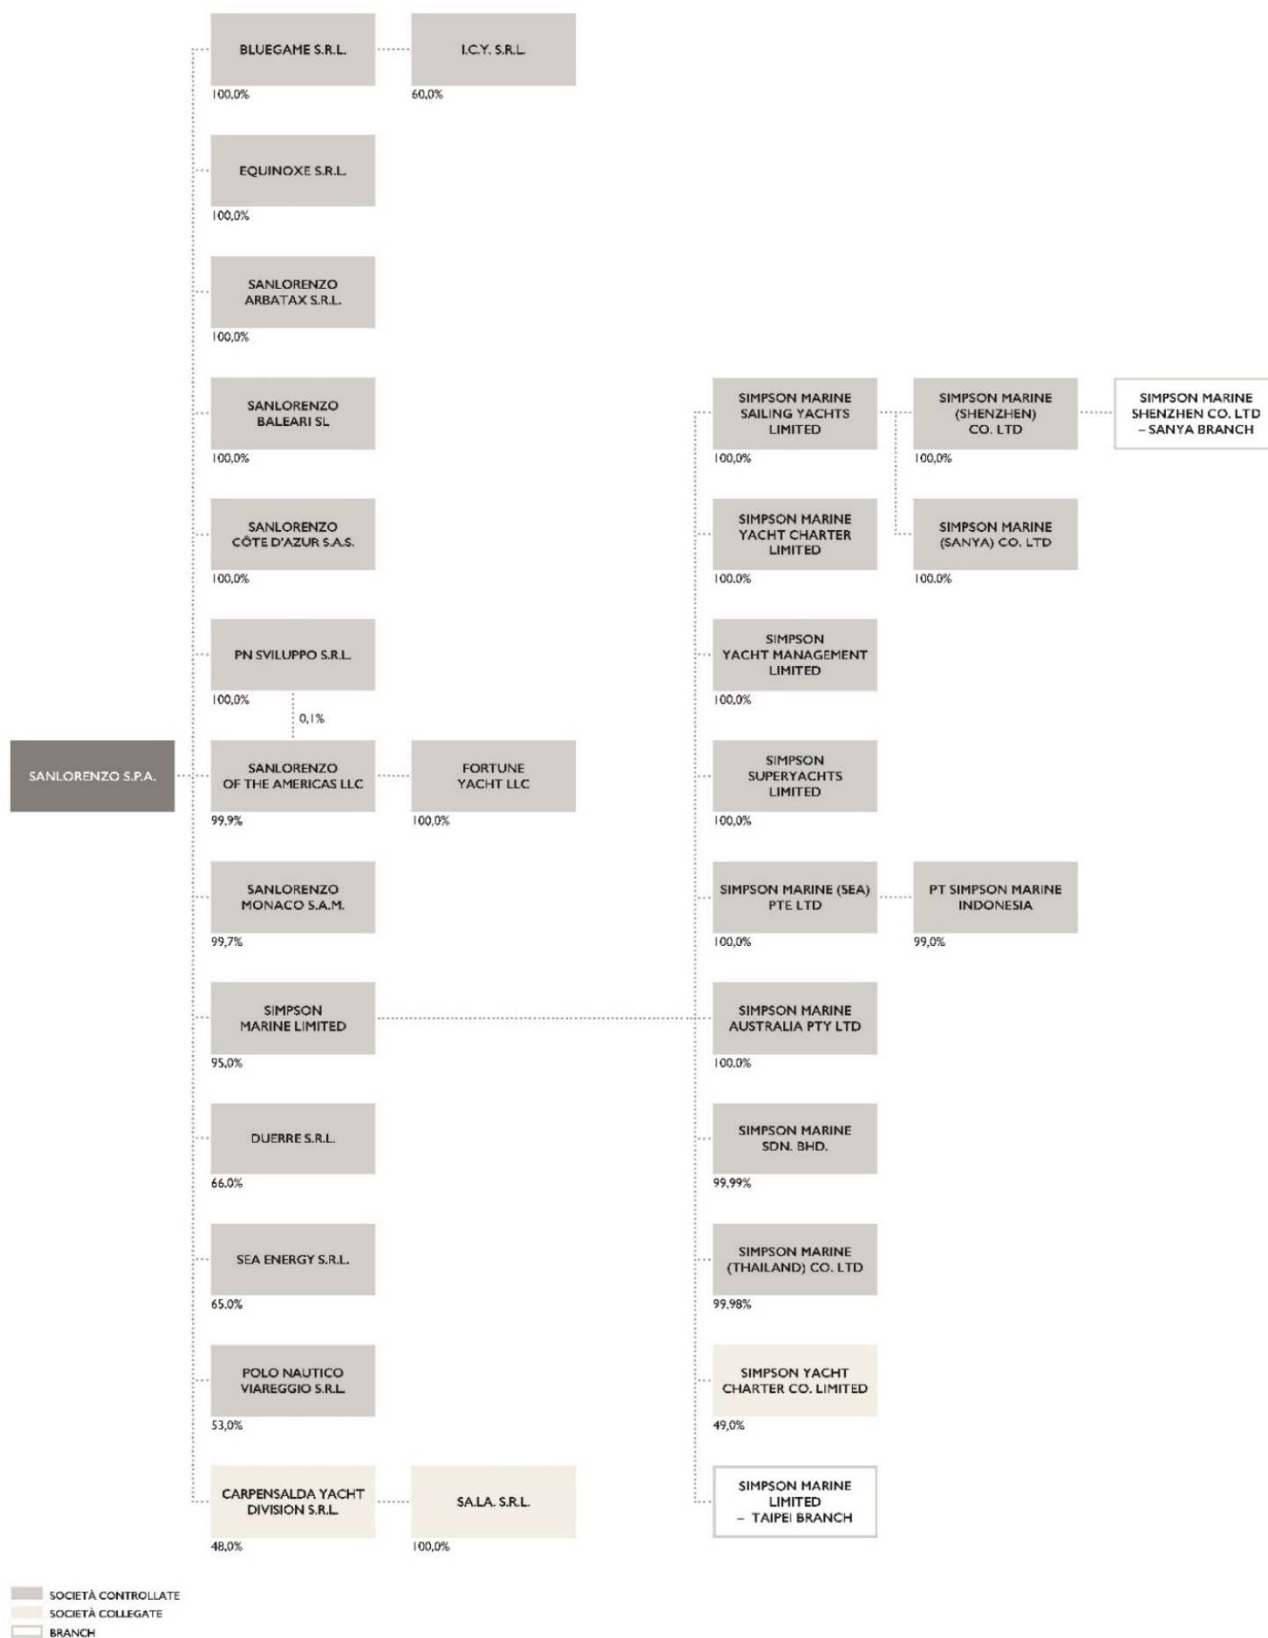 BLUEGAME S.R.L.
100,0%
I.C.Y. S.R.L.
60,0%
EQUINOXE S.R.L.
100,0%
SANLORENZO
ARBATAX S.R.L.
100,0%
SANLORENZO
BALEARI SL
100,0%
SANLORENZO
CÔTE D'AZUR S.A.S.
100,0%
PN SVILUPPO S.R.L.
100,0%
0,1%
SANLORENZO S.P.A.
SANLORENZO
OF THE AMERICAS LLC
99,9%
FORTUNE
YACHT LLC
100,0%
SANLORENZO
MONACO S.A.M.
99,7%
SIMPSON
MARINE LIMITED
95,0%
DUERRE S.R.L.
66,0%
SEA ENERGY S.R.L.
65,0%
POLO NAUTICO
VIAREGGIO S.R.L.
53,0%
CARPENSALDA YACHT
DIVISION S.R.L.
48,0%
SA.LA. S.R.L.
100,0%
SIMPSON MARINE
SAILING YACHTS
LIMITED
100,0%
SIMPSON MARINE
(SHENZHEN)
CO. LTD
100,0%
SIMPSON MARINE
SHENZHEN CO. LTD
– SANYA BRANCH
SIMPSON MARINE
YACHT CHARTER
LIMITED
100,0%
SIMPSON MARINE
(SANYA) CO. LTD
100,0%
SIMPSON
YACHT MANAGEMENT
LIMITED
100,0%
SIMPSON
SUPERYACHTS
LIMITED
100,0%
SIMPSON MARINE (SEA)
PTE LTD
100,0%
PT SIMPSON MARINE
INDONESIA
99,0%
SIMPSON MARINE
AUSTRALIA PTY LTD
100,0%
SIMPSON MARINE
SDN. BHD.
99,99%
SIMPSON MARINE
(THAILAND) CO. LTD
99,98%
SIMPSON YACHT
CHARTER CO. LIMITED
49,0%
SIMPSON MARINE
LIMITED
– TAIPEI BRANCH
SOCIETÀ CONTROLLATE
SOCIETÀ COLLEGATE
BRANCH